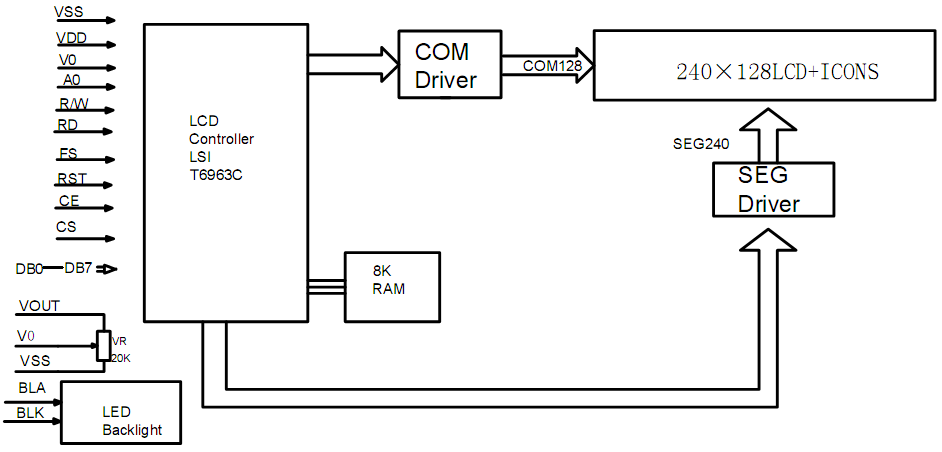 VSS
VDD
V0
A0
R/W
RD
FS
RST
CE
CS
DB0 DB7
VOUT
V0
VSS
VR
20K
BLA
BLK
LED
Backlight
LCD
Controller
LSI
T6963C
8K
RAM
COM
Driver
COM128
240×128LCD+ICONS
SEG240
SEG
Driver